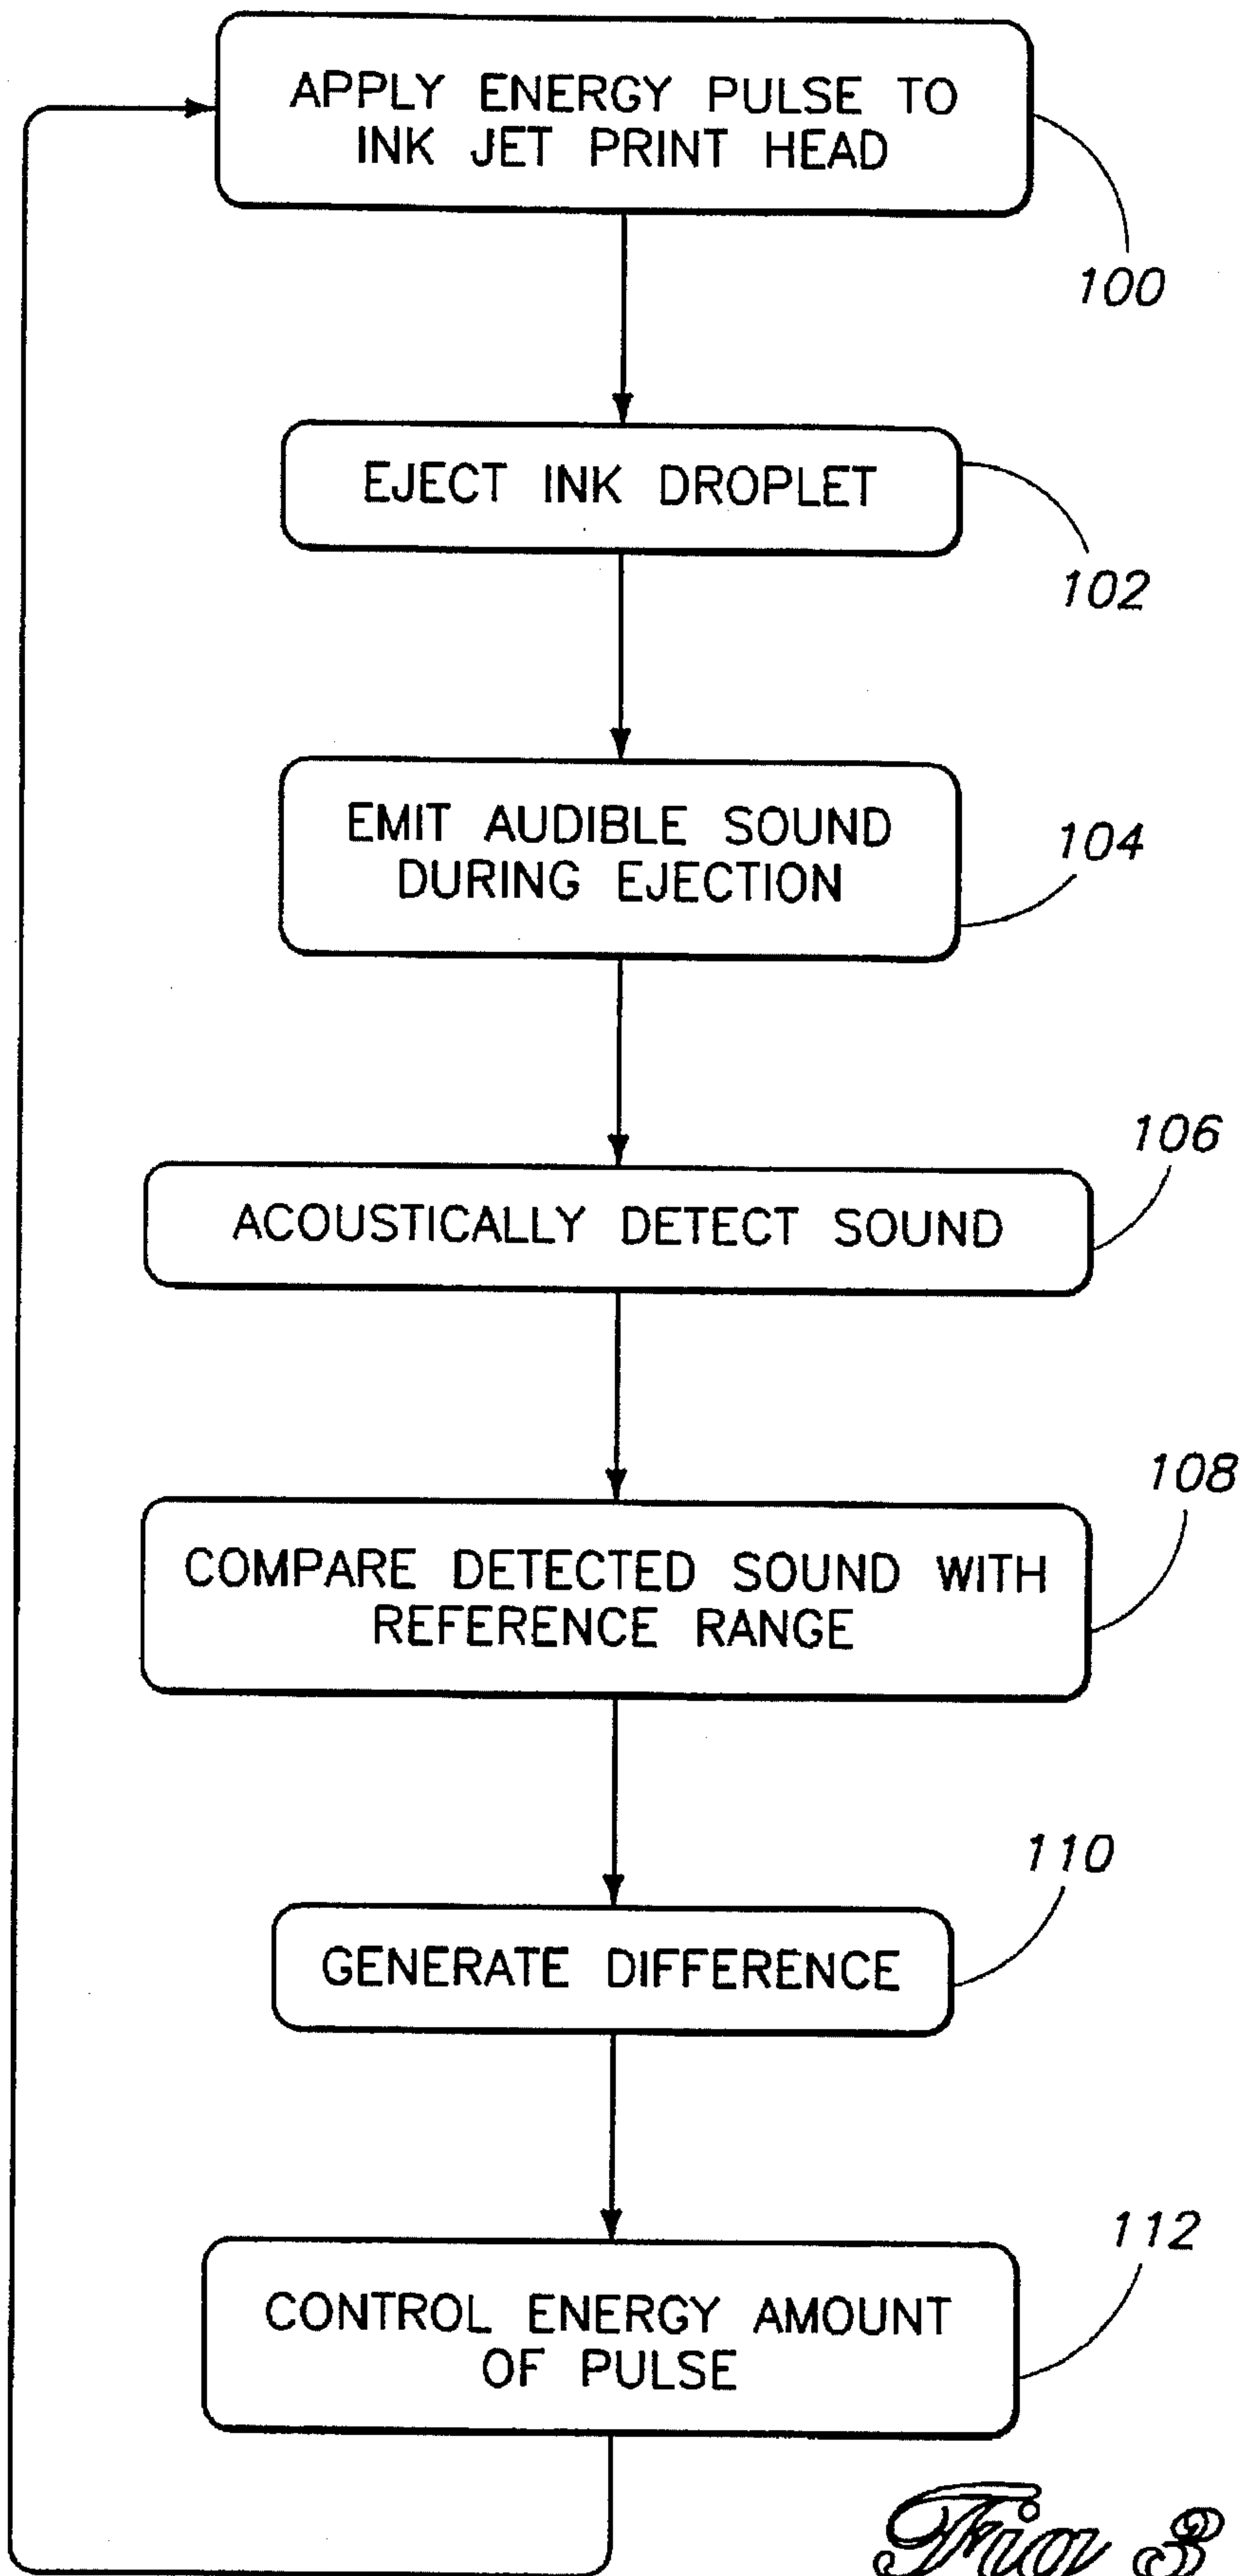 APPLY ENERGY PULSE TO
INK JET PRINT HEAD
100
EJECT INK DROPLET
102
EMIT AUDIBLE SOUND
DURING EJECTION
104
ACOUSTICALLY DETECT SOUND
106
COMPARE DETECTED SOUND WITH
REFERENCE RANGE
108
GENERATE DIFFERENCE
110
CONTROL ENERGY AMOUNT
OF PULSE
112
Fig 3